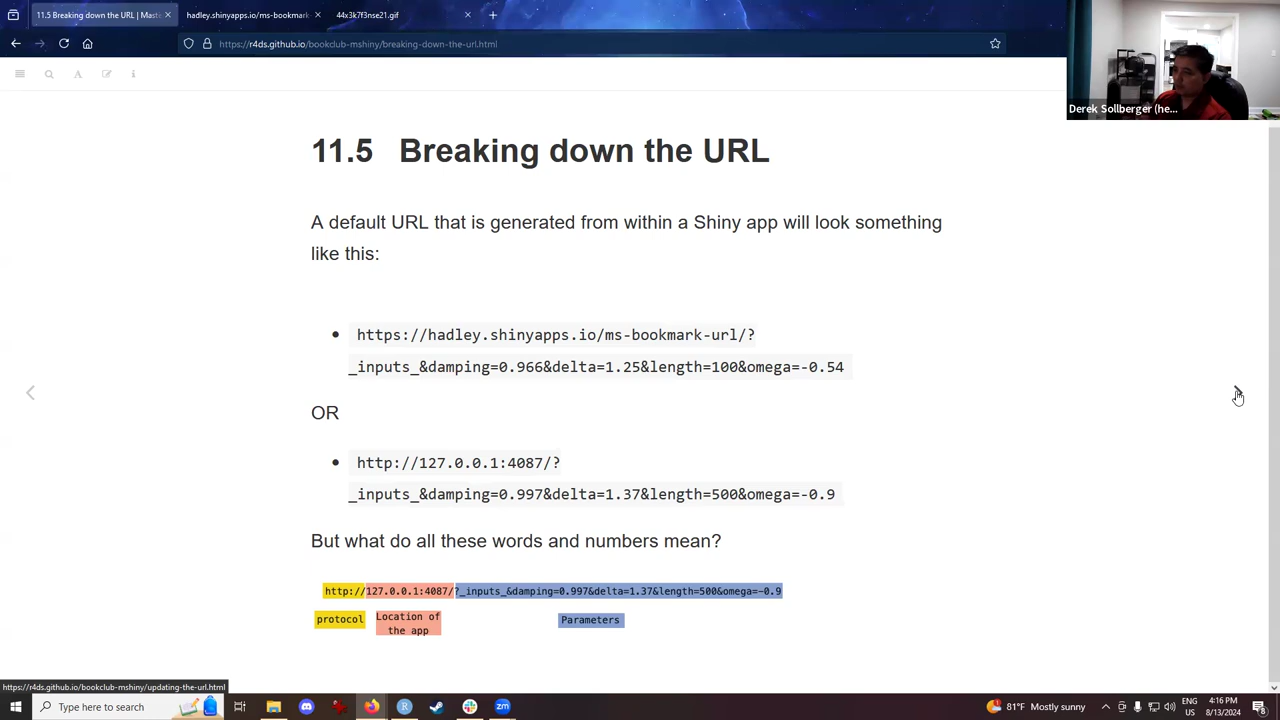 11.5 Breaking down the URL | Maste
hadley.shinyapps.io/ms-bookmark-
44x3k7f3nse21.gif
https://r4ds.github.io/bookclub-mshiny/breaking-down-the-url.html
Derek Sollberger (he...
11.5 Breaking down the URL
A default URL that is generated from within a Shiny app will look something
like this:
https://hadley.shinyapps.io/ms-bookmark-url/?
_inputs_&damping=0.966&delta=1.25&length=100&omega=-0.54
OR
http://127.0.0.1:4087/?
_inputs_&damping=0.997&delta=1.37&length=500&omega=-0.9
But what do all these words and numbers mean?
http://127.0.0.1:4087/?_inputs_&damping=0.997&delta=1.37&length=500&omega=-0.9
protocol
Location of
the app
Parameters
https://r4ds.github.io/bookclub-mshiny/updating-the-url.html
Type here to search
81°F Mostly sunny
ENG
US
4:16 PM
8/13/2024
8